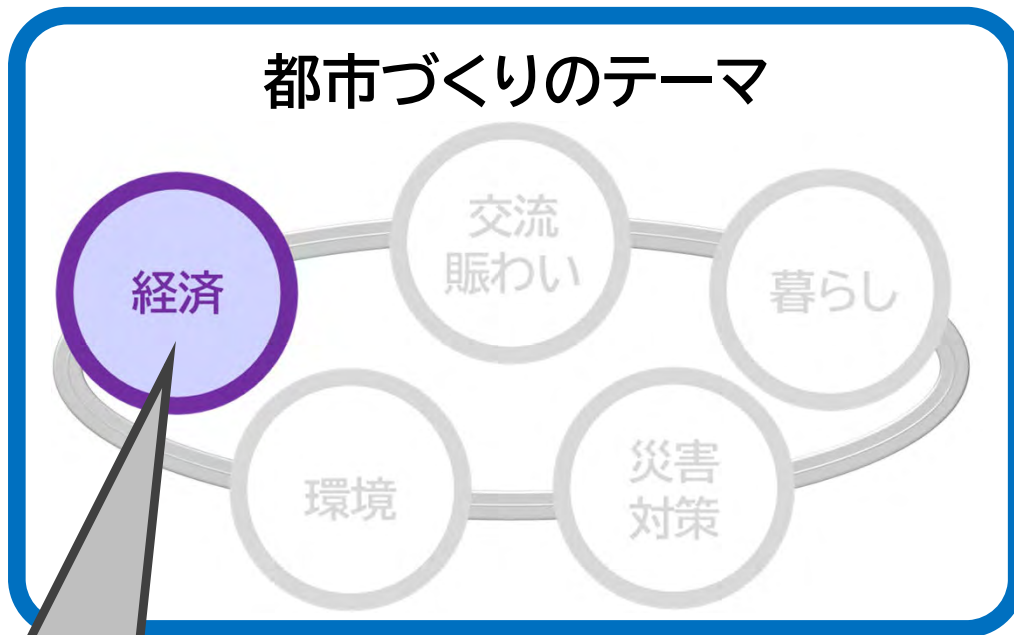 都市づくりのテーマ
経済
交流
賑わい
暮らし
環境
災害
対策